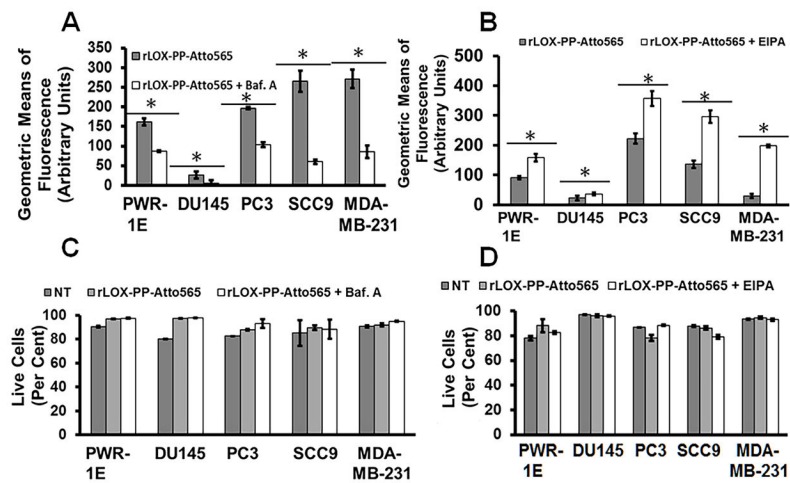 A
Geometric Means of
Fluorescence
(Arbitrary Units)
350
300
250
200
150
100
50
0
rLOX-PP-Atto565
rLOX-PP-Atto565 + Baf. A
*
*
*
*
*
PWR-
1E
DU145
PC3
SCC9
MDA-
MB-231
B
rLOX-PP-Atto565
rLOX-PP-Atto565 + EIPA
Geometric Means of
Fluorescence
(Arbitrary Units)
500
400
300
200
100
0
*
*
*
*
*
PWR-
1E
DU145
PC3
SCC9
MDA-
MB-231
C
NT
rLOX-PP-Atto565
rLOX-PP-Atto565 + Baf. A
Live Cells
(Per Cent)
100
80
60
40
20
0
PWR-
1E
DU145
PC3
SCC9
MDA-
MB-231
D
NT
rLOX-PP-Atto565
rLOX-PP-Atto565 + EIPA
Live Cells
(Per Cent)
100
80
60
40
20
0
PWR-
1E
DU145
PC3
SCC9
MDA-
MB-231